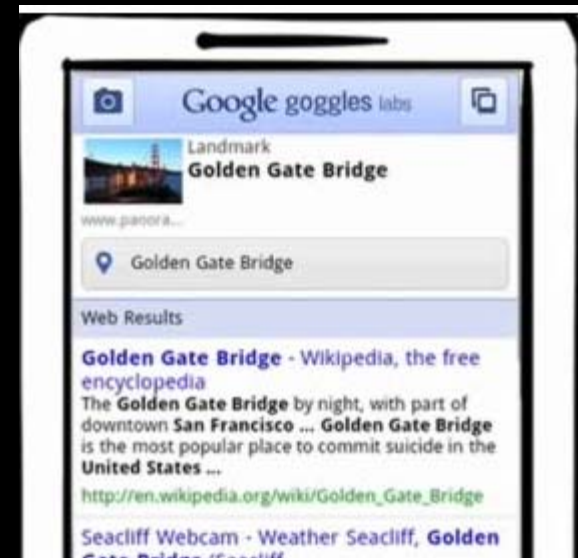 Google goggles labs
Landmark
Golden Gate Bridge
www.panora...
Golden Gate Bridge
Web Results
Golden Gate Bridge - Wikipedia, the free
encyclopedia
The Golden Gate Bridge by night, with part of
downtown San Francisco ... Golden Gate Bridge
is the most popular place to commit suicide in the
United States ...
http://en.wikipedia.org/wiki/Golden_Gate_Bridge
Seacliff Webcam - Weather Seacliff, Golden
Gate Bridge (Seacliff